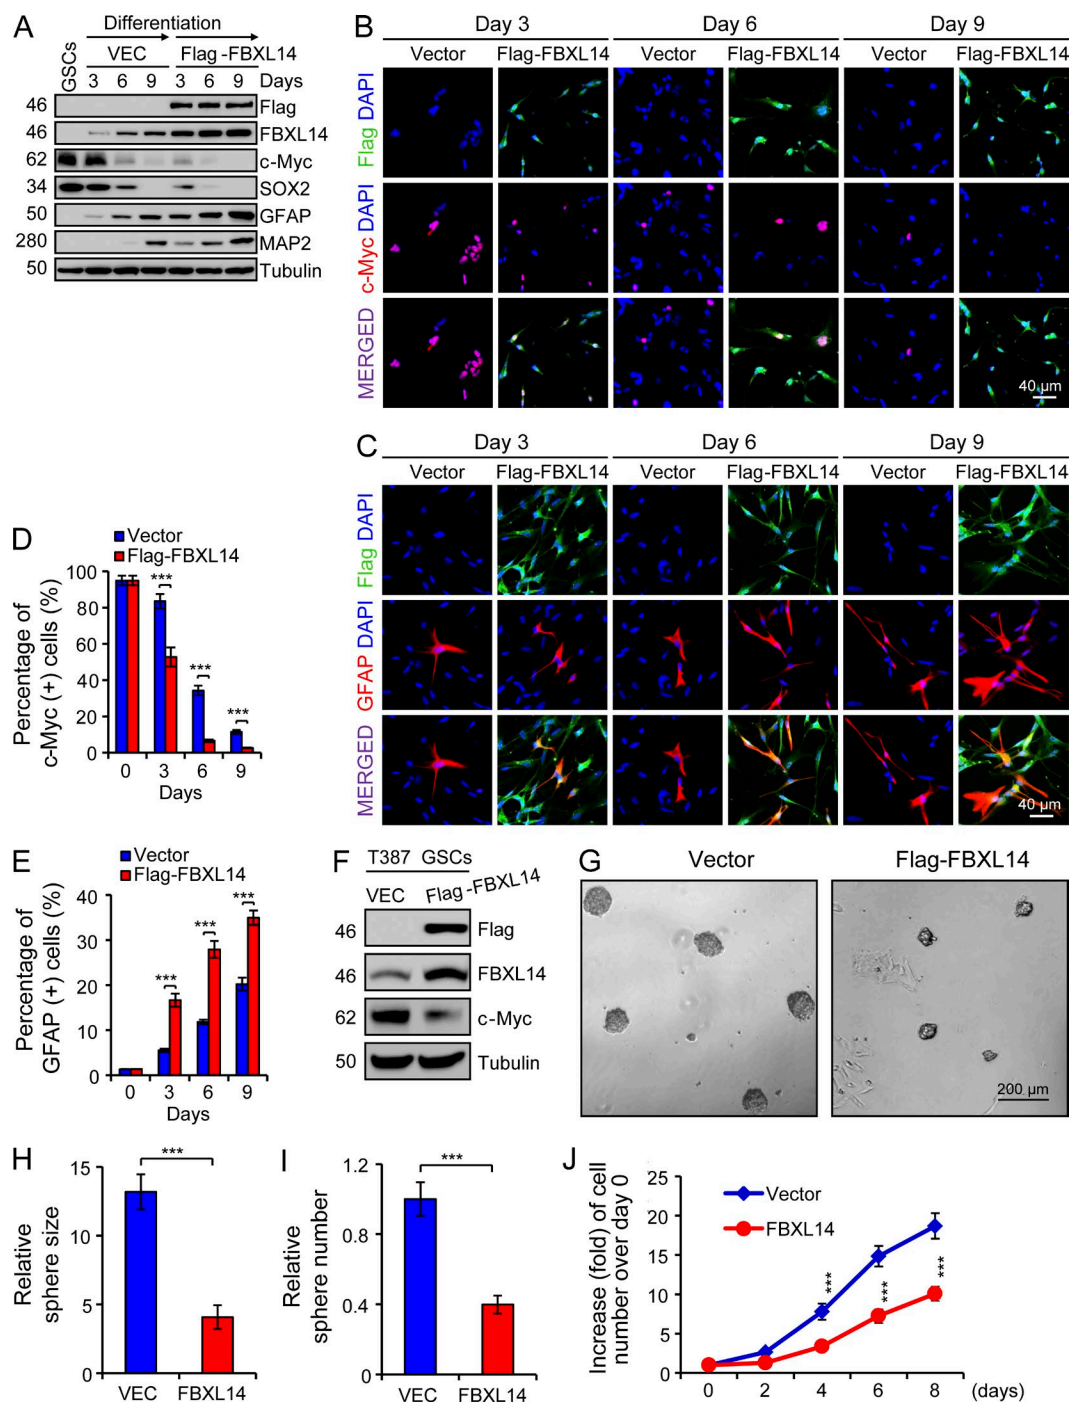 A
Differentiation
GSCs VEC Flag-FBXL14
3 6 9 3 6 9 Days
46 Flag
46 FBXL14
62 c-Myc
34 SOX2
50 GFAP
280 MAP2
50 Tubulin
B
Day 3 Day 6 Day 9
Vector Flag-FBXL14 Vector Flag-FBXL14 Vector Flag-FBXL14
Flag DAPI
c-Myc DAPI
MERGED
40 µm
C
Day 3 Day 6 Day 9
Vector Flag-FBXL14 Vector Flag-FBXL14 Vector Flag-FBXL14
Flag DAPI
GFAP DAPI
MERGED
40 µm
D
Vector
Flag-FBXL14
Percentage of
c-Myc (+) cells (%)
100
80
60
40
20
0
*** *** ***
0 3 6 9
Days
E
Vector
Flag-FBXL14
Percentage of
GFAP (+) cells (%)
40
30
20
10
0
*** *** ***
0 3 6 9
Days
F
T387 GSCs
VEC Flag-FBXL14
46 Flag
46 FBXL14
62 c-Myc
50 Tubulin
G
Vector Flag-FBXL14
200 µm
H
Relative
sphere size
15
10
5
0
***
VEC FBXL14
I
Relative
sphere number
1.2
0.8
0.4
0
***
VEC FBXL14
J
Vector
FBXL14
Increase (fold) of cell
number over day 0
25
20
15
10
5
0
*** *** ***
0 2 4 6 8 (days)